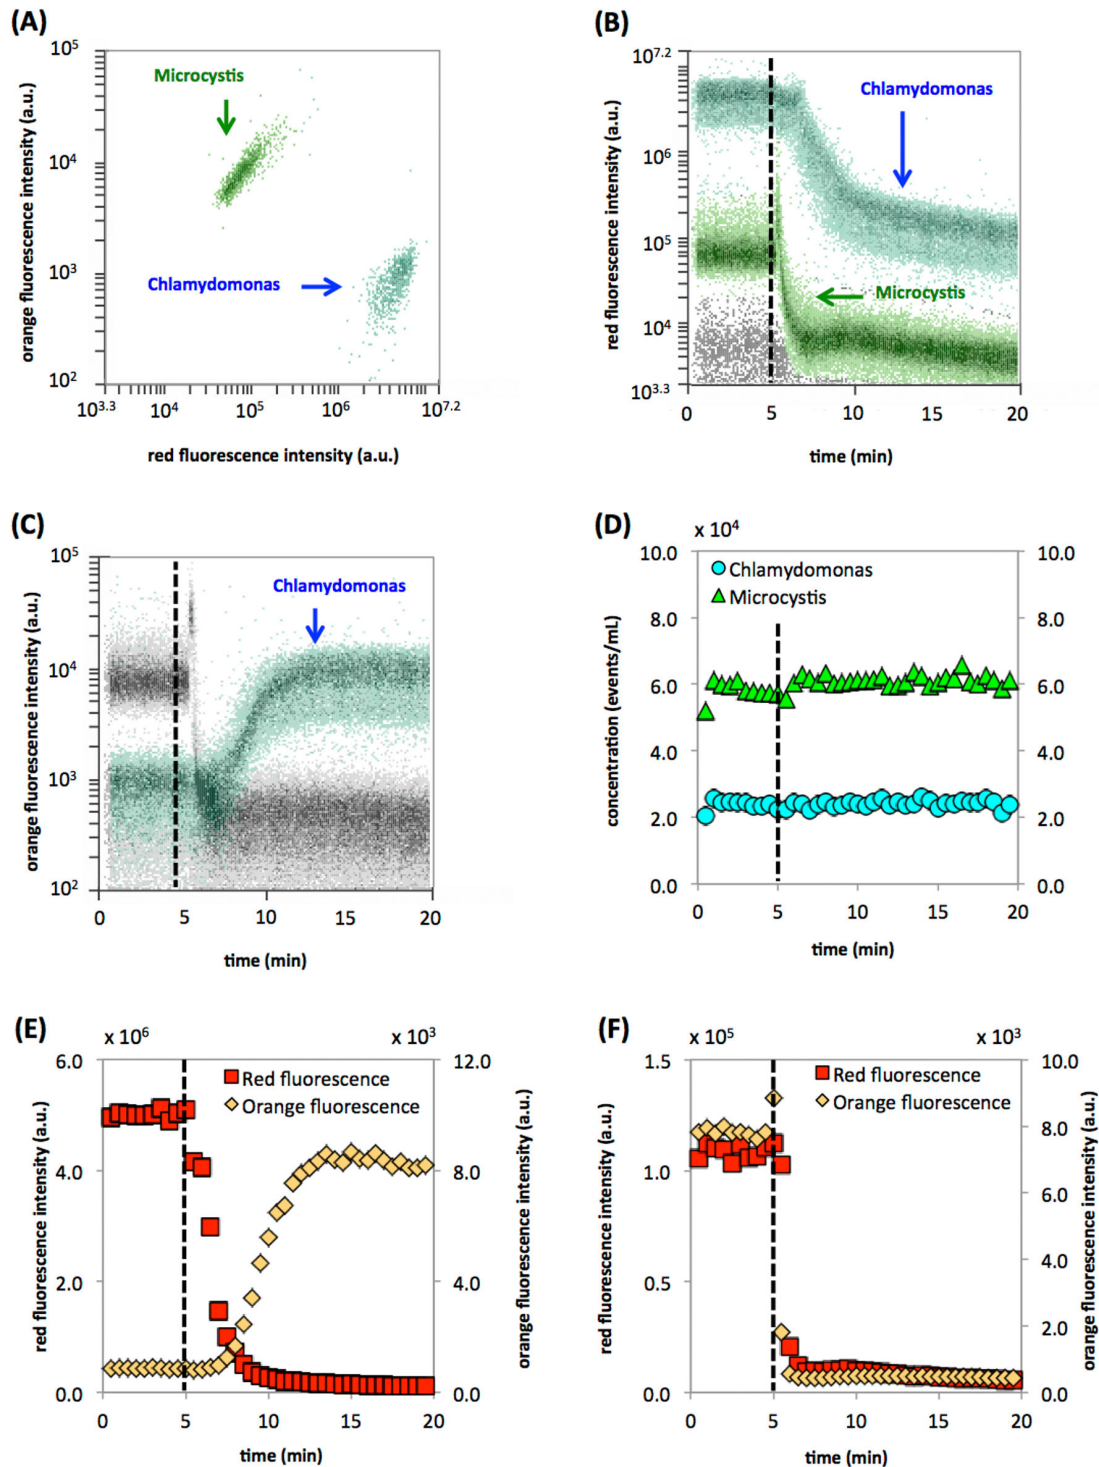 (A)
10^5
10^4
10^3
10^2
orange fluorescence intensity (a.u.)
Microcystis
Chlamydomonas
10^3.3 10^4 10^5 10^6 10^7.2
red fluorescence intensity (a.u.)
(B)
10^7.2
10^6
10^5
10^4
10^3.3
red fluorescence intensity (a.u.)
Chlamydomonas
Microcystis
0 5 10 15 20
time (min)
(C)
10^5
10^4
10^3
10^2
orange fluorescence intensity (a.u.)
Chlamydomonas
0 5 10 15 20
time (min)
(D)
x 10^4
10.0
8.0
6.0
4.0
2.0
0.0
concentration (events/mL)
Chlamydomonas
Microcystis
10.0
8.0
6.0
4.0
2.0
0.0
0 5 10 15 20
time (min)
(E)
x 10^6
x 10^3
6.0
4.0
2.0
0.0
red fluorescence intensity (a.u.)
Red fluorescence
Orange fluorescence
12.0
8.0
4.0
0.0
orange fluorescence intensity (a.u.)
0 5 10 15 20
time (min)
(F)
x 10^5
x 10^3
1.5
1.0
0.5
0.0
red fluorescence intensity (a.u.)
Red fluorescence
Orange fluorescence
10.0
8.0
6.0
4.0
2.0
0.0
orange fluorescence intensity (a.u.)
0 5 10 15 20
time (min)